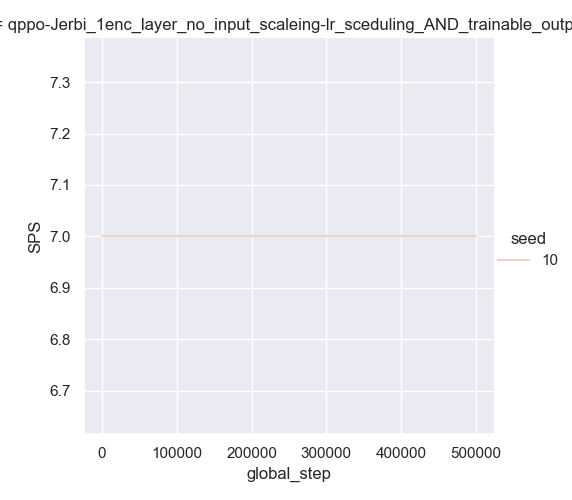 = qppo-Jerbi_1enc_layer_no_input_scaleing-lr_sceduling_AND_trainable_outp
7.3
7.2
7.1
7.0
6.9
6.8
6.7
SPS
seed
10
0 100000 200000 300000 400000 500000
global_step